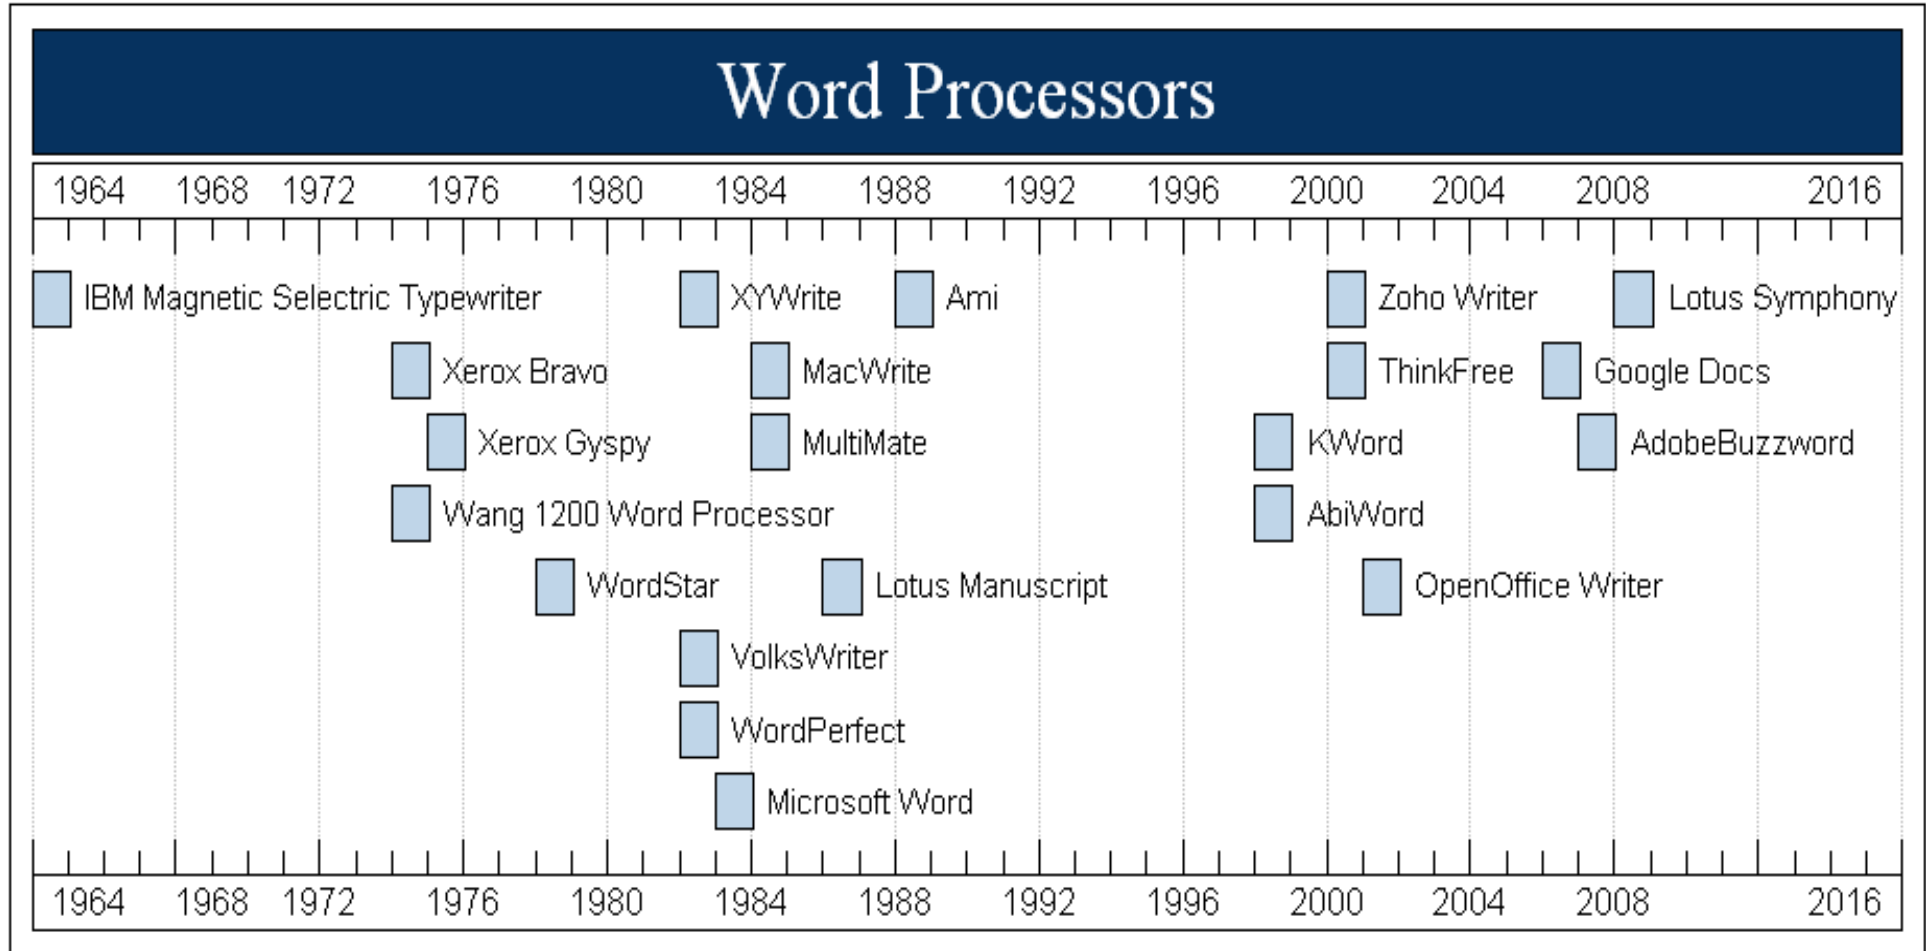 Word Processors
1964 1968 1972 1976 1980 1984 1988 1992 1996 2000 2004 2008 2016
IBM Magnetic Selectric Typewriter XYWrite Ami Zoho Writer Lotus Symphony
Xerox Bravo MacWrite ThinkFree Google Docs
Xerox Gyspy MultiMate KWord AdobeBuzzword
Wang 1200 Word Processor AbiWord
WordStar Lotus Manuscript OpenOffice Writer
VolksWriter
WordPerfect
Microsoft Word
1964 1968 1972 1976 1980 1984 1988 1992 1996 2000 2004 2008 2016